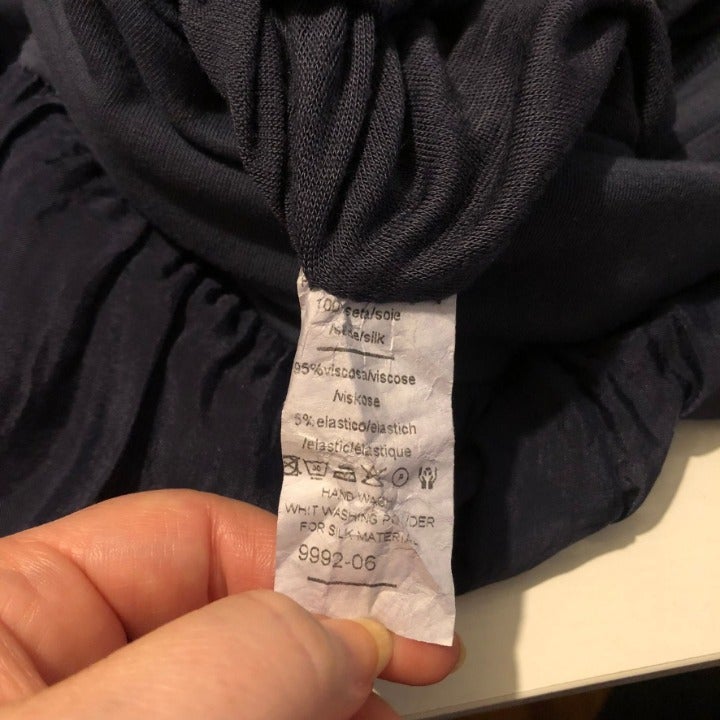 100 seta/soie
/silk
95%viscosa/viscose
/viskose
5% elastico/elastich
/elastic/élastique
HAND WASH
WHIT WASHING POWDER
FOR SILK MATERIAL
9992-06